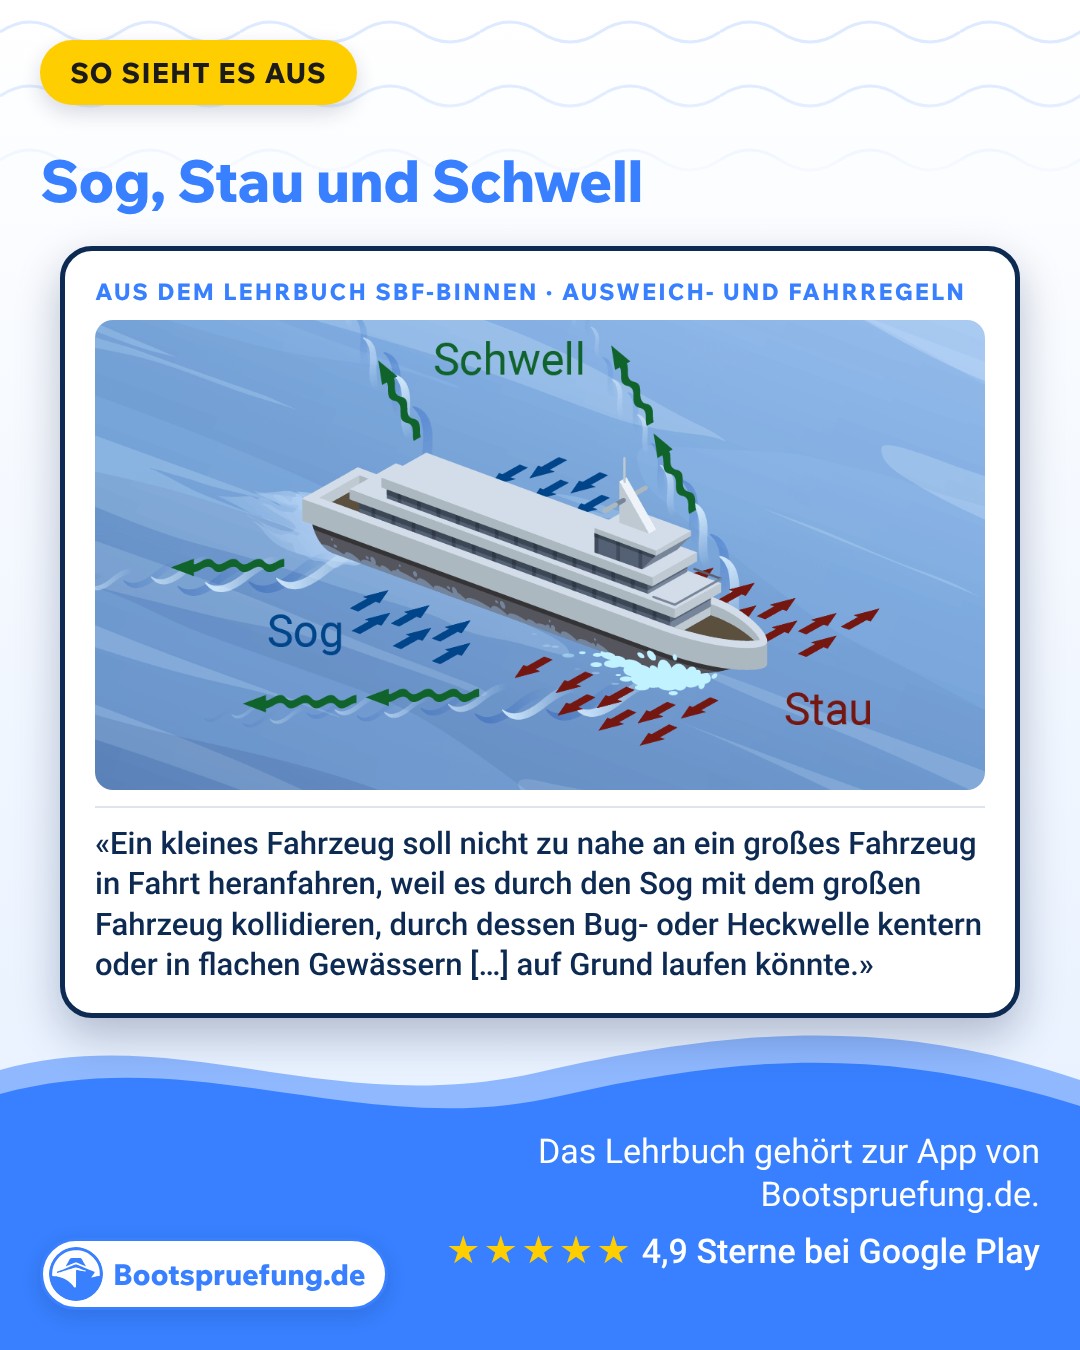 SO SIEHT ES AUS
Sog, Stau und Schwell
AUS DEM LEHRBUCH SBF-BINNEN · AUSWEICH- UND FAHRREGELN
Schwell
Sog
Stau
«Ein kleines Fahrzeug soll nicht zu nahe an ein großes Fahrzeug
in Fahrt heranfahren, weil es durch den Sog mit dem großen
Fahrzeug kollidieren, durch dessen Bug- oder Heckwelle kentern
oder in flachen Gewässern […] auf Grund laufen könnte.»
Das Lehrbuch gehört zur App von
Bootspruefung.de.
★★★★★ 4,9 Sterne bei Google Play
Bootspruefung.de